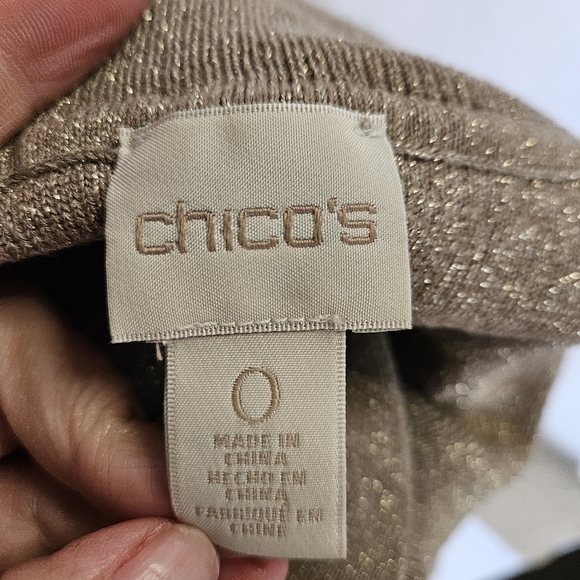 chico's
0
MADE IN
CHINA
HECHO EN
CHINA
FABRIQUÉ EN
CHINE